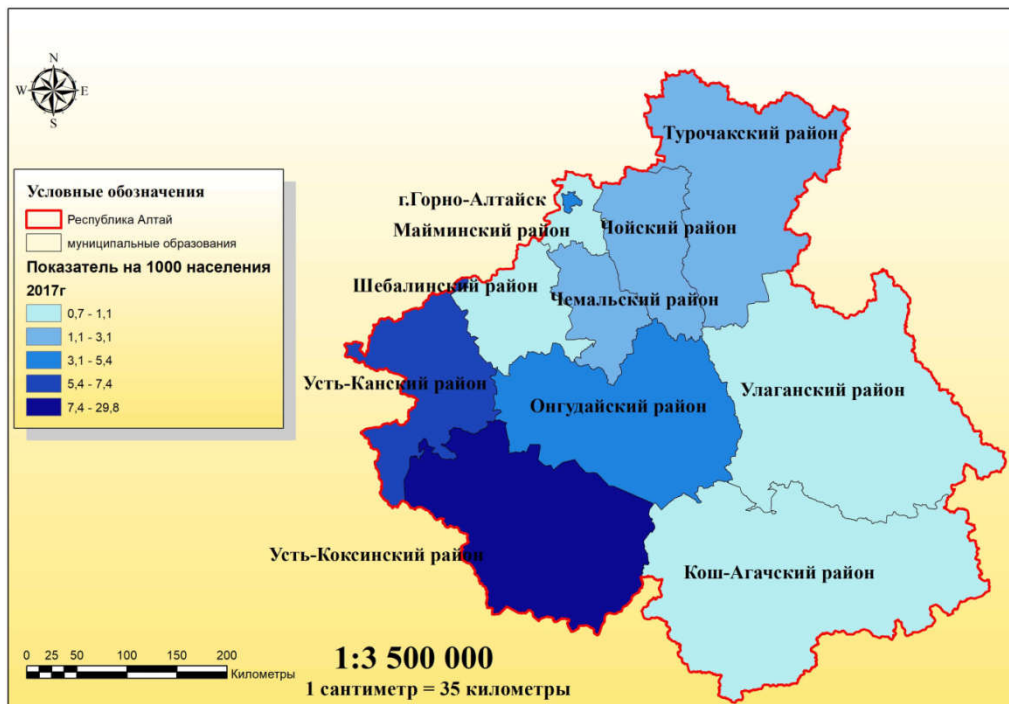 N
W E
S
Турочакский район
Условные обозначения
Республика Алтай
муниципальные образования
Показатель на 1000 населения
2017г
0,7 - 1,1
1,1 - 3,1
3,1 - 5,4
5,4 - 7,4
7,4 - 29,8
г.Горно-Алтайск
Майминский район
Чойский район
Шебалинский район
Чемальский район
Усть-Канский район
Онгудайский район
Улаганский район
Усть-Коксинский район
Кош-Агачский район
0 25 50 100 150 200
Километры
1:3 500 000
1 сантиметр = 35 километры